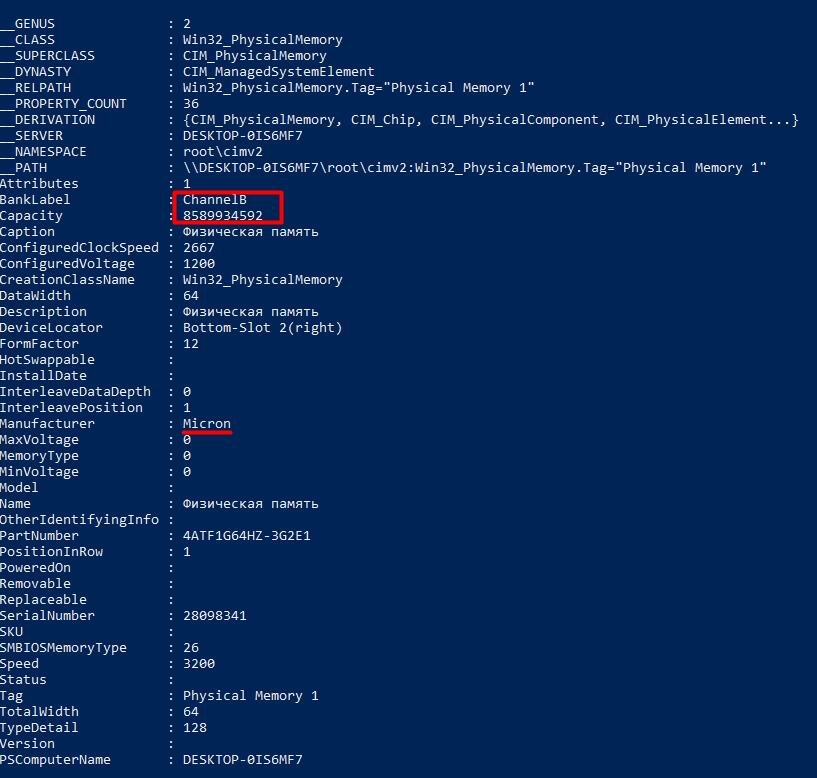 __GENUS : 2
__CLASS : Win32_PhysicalMemory
__SUPERCLASS : CIM_PhysicalMemory
__DYNASTY : CIM_ManagedSystemElement
__RELPATH : Win32_PhysicalMemory.Tag="Physical Memory 1"
__PROPERTY_COUNT : 36
__DERIVATION : {CIM_PhysicalMemory, CIM_Chip, CIM_PhysicalComponent, CIM_PhysicalElement...}
__SERVER : DESKTOP-0IS6MF7
__NAMESPACE : root\cimv2
__PATH : \\DESKTOP-0IS6MF7\root\cimv2:Win32_PhysicalMemory.Tag="Physical Memory 1"
Attributes : 1
BankLabel : ChannelB
Capacity : 8589934592
Caption : Физическая память
ConfiguredClockSpeed : 2667
ConfiguredVoltage : 1200
CreationClassName : Win32_PhysicalMemory
DataWidth : 64
Description : Физическая память
DeviceLocator : Bottom-Slot 2(right)
FormFactor : 12
HotSwappable :
InstallDate :
InterleaveDataDepth : 0
InterleavePosition : 1
Manufacturer : Micron
MaxVoltage : 0
MemoryType : 0
MinVoltage : 0
Model :
Name : Физическая память
OtherIdentifyingInfo :
PartNumber : 4ATF1G64HZ-3G2E1
PositionInRow : 1
PoweredOn :
Removable :
Replaceable :
SerialNumber : 28098341
SKU :
SMBIOSMemoryType : 26
Speed : 3200
Status :
Tag : Physical Memory 1
TotalWidth : 64
TypeDetail : 128
Version :
PSComputerName : DESKTOP-0IS6MF7